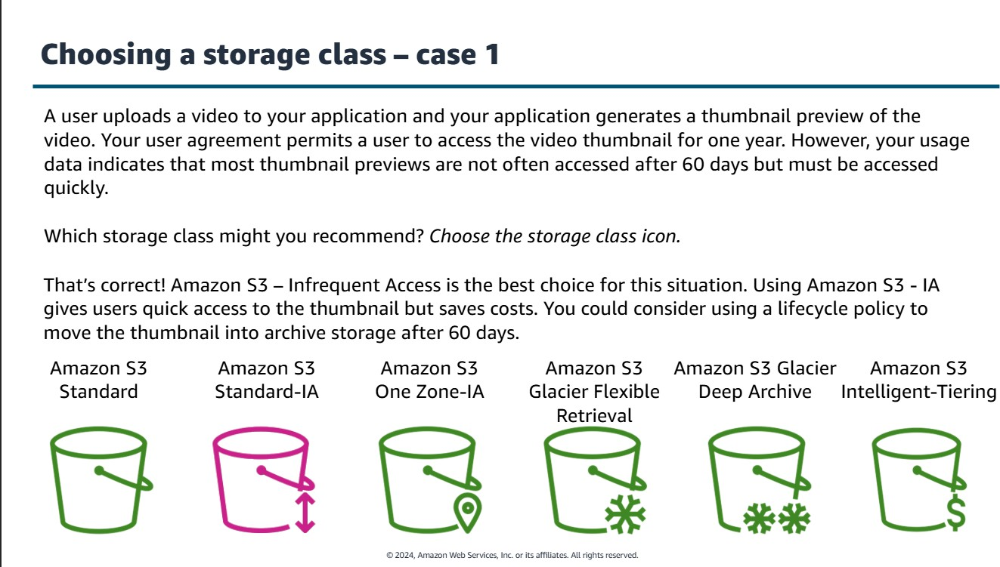 Choosing a storage class – case 1
A user uploads a video to your application and your application generates a thumbnail preview of the
video. Your user agreement permits a user to access the video thumbnail for one year. However, your usage
data indicates that most thumbnail previews are not often accessed after 60 days but must be accessed
quickly.
Which storage class might you recommend? Choose the storage class icon.
That’s correct! Amazon S3 – Infrequent Access is the best choice for this situation. Using Amazon S3 - IA
gives users quick access to the thumbnail but saves costs. You could consider using a lifecycle policy to
move the thumbnail into archive storage after 60 days.
Amazon S3
Standard
Amazon S3
Standard-IA
Amazon S3
One Zone-IA
Amazon S3
Glacier Flexible
Retrieval
Amazon S3 Glacier
Deep Archive
Amazon S3
Intelligent-Tiering
$
© 2024, Amazon Web Services, Inc. or its affiliates. All rights reserved.